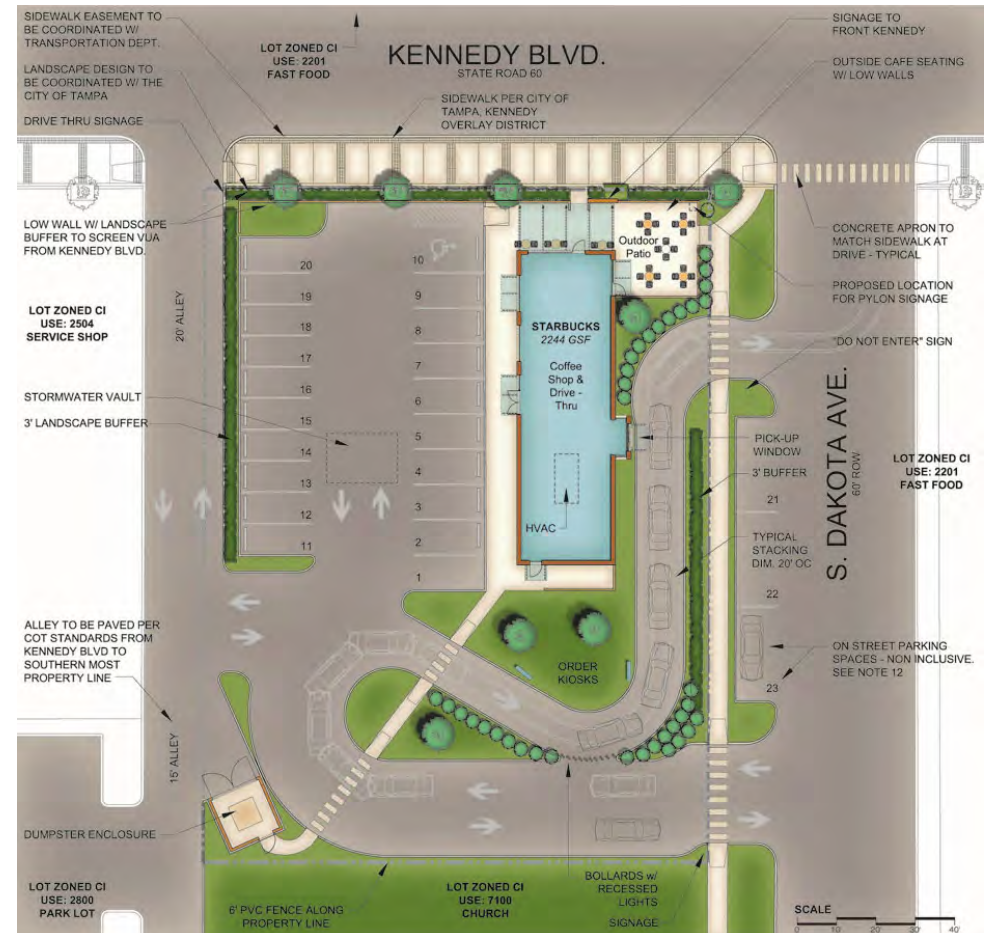 SIDEWALK EASEMENT TO
BE COORDINATED W/
TRANSPORTATION DEPT.
LANDSCAPE DESIGN TO
BE COORDINATED W/ THE
CITY OF TAMPA
DRIVE THRU SIGNAGE
LOT ZONED CI
USE: 2201
FAST FOOD
KENNEDY BLVD.
STATE ROAD 60
SIDEWALK PER CITY OF
TAMPA, KENNEDY
OVERLAY DISTRICT
SIGNAGE TO
FRONT KENNEDY
OUTSIDE CAFE SEATING
W/ LOW WALLS
LOW WALL W/ LANDSCAPE
BUFFER TO SCREEN VUA
FROM KENNEDY BLVD.
CONCRETE APRON TO
MATCH SIDEWALK AT
DRIVE - TYPICAL
PROPOSED LOCATION
FOR PYLON SIGNAGE
"DO NOT ENTER" SIGN
LOT ZONED CI
USE: 2504
SERVICE SHOP
20' ALLEY
STORMWATER VAULT
3' LANDSCAPE BUFFER
20
19
18
17
16
15
14
13
12
11
10
9
8
7
6
5
4
3
2
1
Outdoor
Patio
STARBUCKS
2244 GSF
Coffee
Shop &
Drive -
Thru
HVAC
PICK-UP
WINDOW
3' BUFFER
TYPICAL
STACKING
DIM. 20' OC
21
22
23
S. DAKOTA AVE.
60' ROW
LOT ZONED CI
USE: 2201
FAST FOOD
ON STREET PARKING
SPACES - NON INCLUSIVE.
SEE NOTE 12
ORDER
KIOSKS
ALLEY TO BE PAVED PER
COT STANDARDS FROM
KENNEDY BLVD TO
SOUTHERN MOST
PROPERTY LINE
15' ALLEY
DUMPSTER ENCLOSURE
LOT ZONED CI
USE: 2800
PARK LOT
6' PVC FENCE ALONG
PROPERTY LINE
LOT ZONED CI
USE: 7100
CHURCH
BOLLARDS w/
RECESSED
LIGHTS
SIGNAGE
SCALE
0 10 20 30 40'